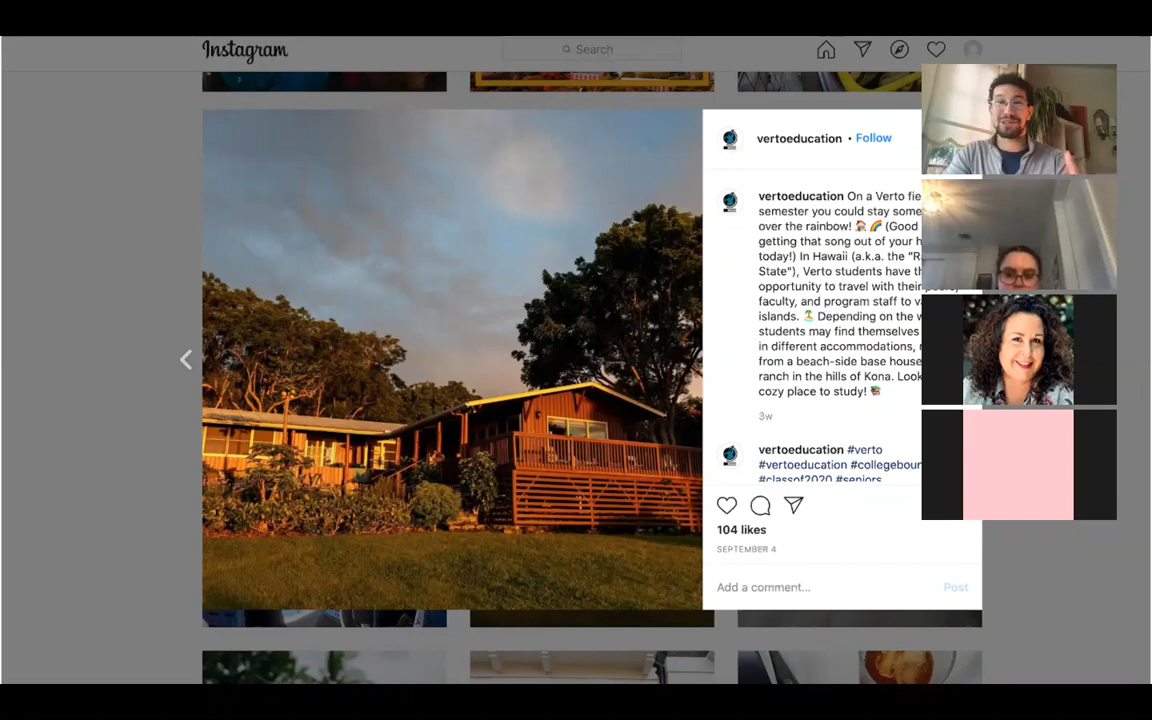 Instagram
Search
vertoeducation • Follow
vertoeducation On a Verto fie
semester you could stay some
over the rainbow! 🏠 🌈 (Good
getting that song out of your h
today!) In Hawaii (a.k.a. the "R
State"), Verto students have th
opportunity to travel with their peers,
faculty, and program staff to va
islands. 🏝️ Depending on the w
students may find themselves
in different accommodations, r
from a beach-side base house
ranch in the hills of Kona. Look
cozy place to study! 📚
3w
vertoeducation #verto
#vertoeducation #collegeboun
#classof2020 #seniors
104 likes
SEPTEMBER 4
Add a comment...
Post